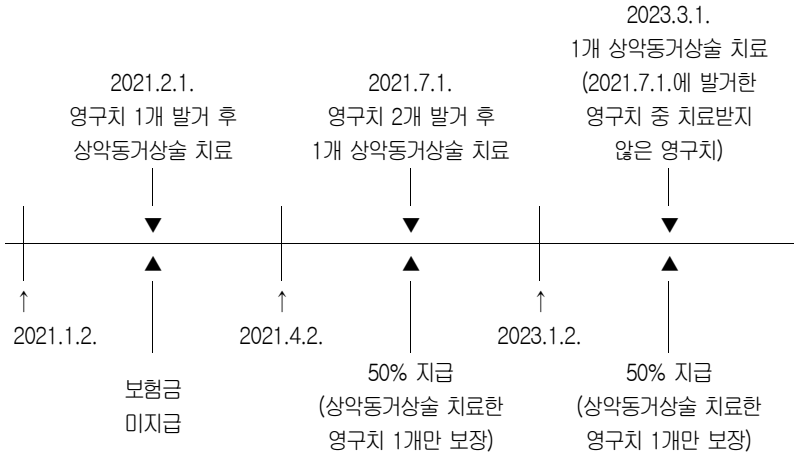 2021.2.1.
영구치 1개 발거 후
상악동거상술 치료
2021.7.1.
영구치 2개 발거 후
1개 상악동거상술 치료
2023.3.1.
1개 상악동거상술 치료
(2021.7.1.에 발거한
영구치 중 치료받지
않은 영구치)
▼ ▼ ▼
▲ ▲ ▲
↑ ↑ ↑
2021.1.2.
2021.4.2.
2023.1.2.
보험금
미지급
50% 지급
(상악동거상술 치료한
영구치 1개만 보장)
50% 지급
(상악동거상술 치료한
영구치 1개만 보장)